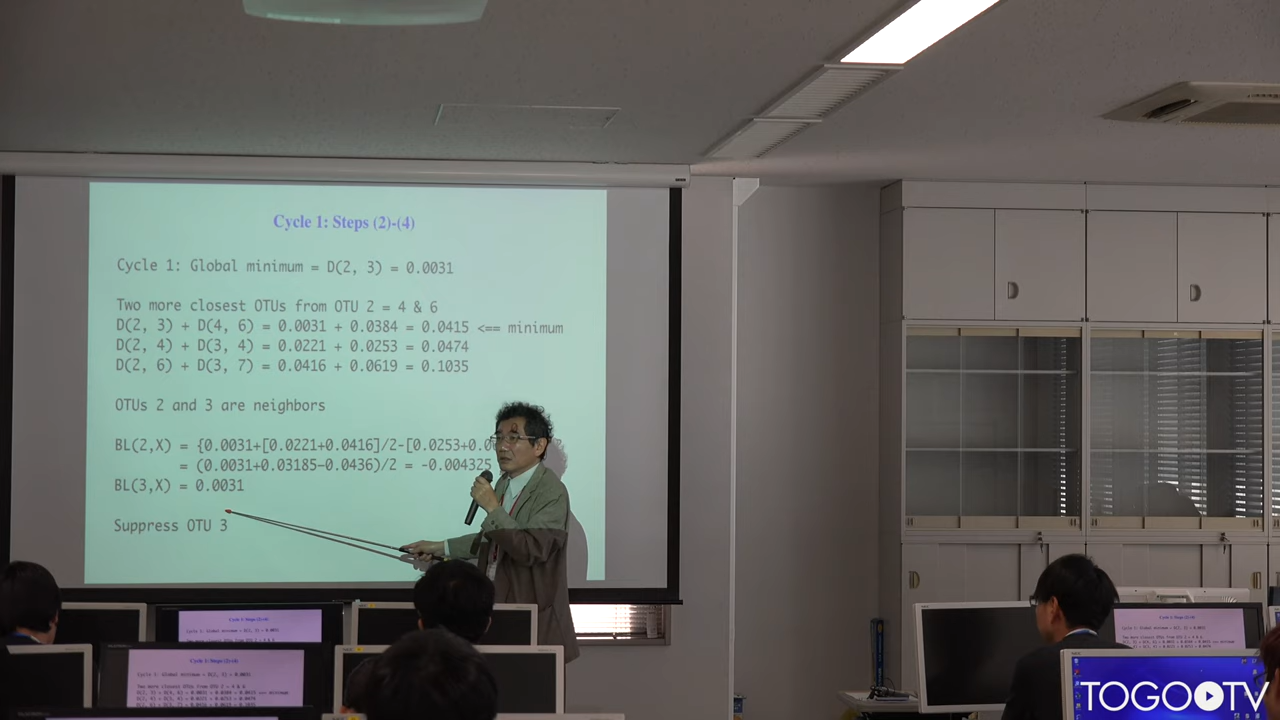 Cycle 1: Steps (2)-(4)
Cycle 1: Global minimum = D(2, 3) = 0.0031
Two more closest OTUs from OTU 2 = 4 & 6
D(2, 3) + D(4, 6) = 0.0031 + 0.0384 = 0.0415 <== minimum
D(2, 4) + D(3, 4) = 0.0221 + 0.0253 = 0.0474
D(2, 6) + D(3, 7) = 0.0416 + 0.0619 = 0.1035
OTUs 2 and 3 are neighbors
BL(2,X) = {0.0031+[0.0221+0.0416]/2-[0.0253+0.0
= (0.0031+0.03185-0.0436)/2 = -0.004325
BL(3,X) = 0.0031
Suppress OTU 3
TOGO TV